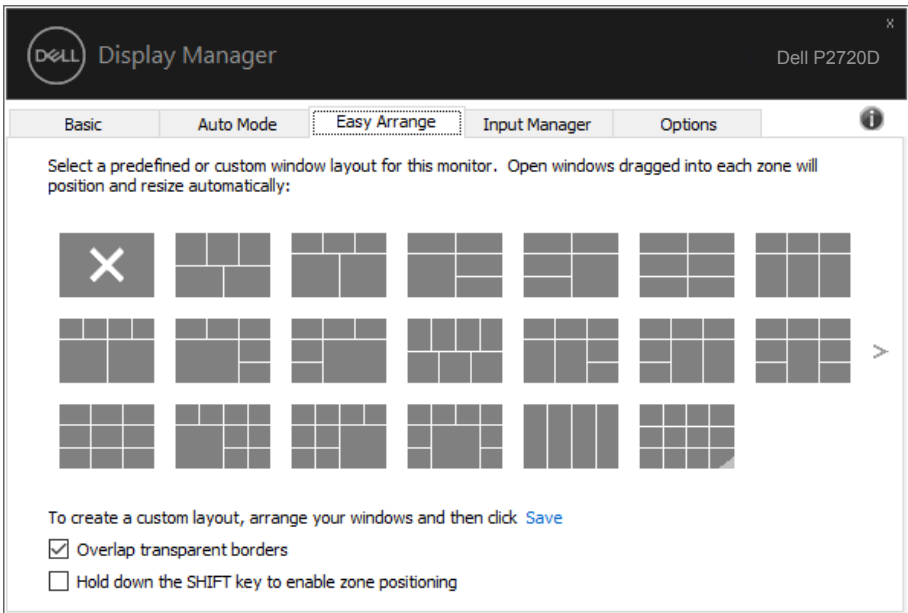 DELL Display Manager
x
Dell P2720D
Basic Auto Mode Easy Arrange Input Manager Options
Select a predefined or custom window layout for this monitor. Open windows dragged into each zone will
position and resize automatically:
>
To create a custom layout, arrange your windows and then click Save
Overlap transparent borders
Hold down the SHIFT key to enable zone positioning